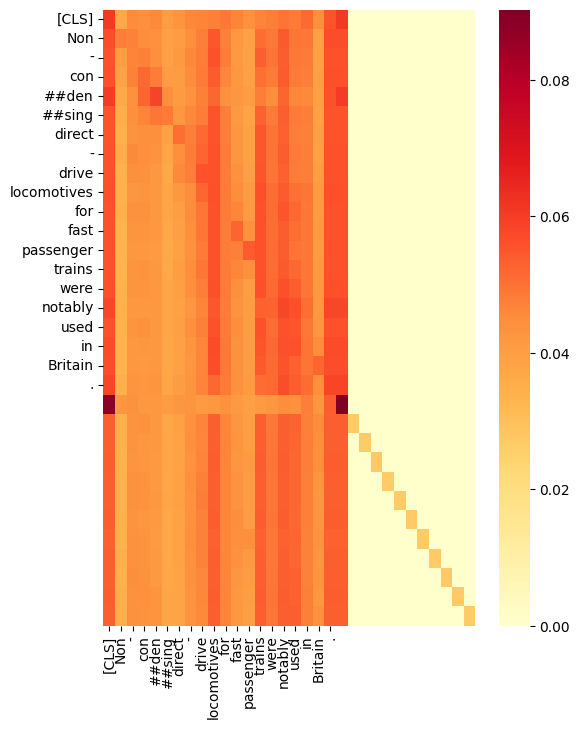 [CLS]
Non
-
con
##den
##sing
direct
-
drive
locomotives
for
fast
passenger
trains
were
notably
used
in
Britain
.
0.08
0.06
0.04
0.02
0.00
[CLS]
Non
-
con
##den
##sing
direct
-
drive
locomotives
for
fast
passenger
trains
were
notably
used
in
Britain
.